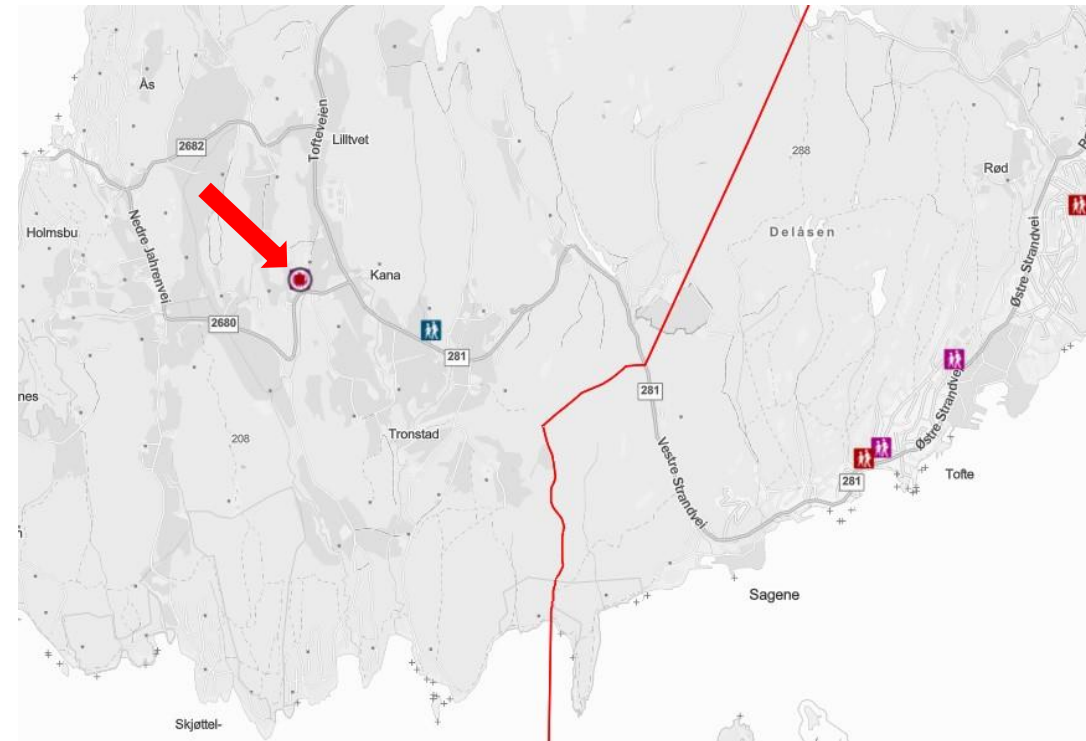 Ås
2682
Tofteveien
Lilltvet
288
Rød
Holmsbu
Nedre Jahrenvei
Delåsen
Østre Strandvei
Kana
2680
281
281
nes
208
Tronstad
Vestre Strandvei
Østre Strandvei
Tofte
281
Sagene
Skjøttel-